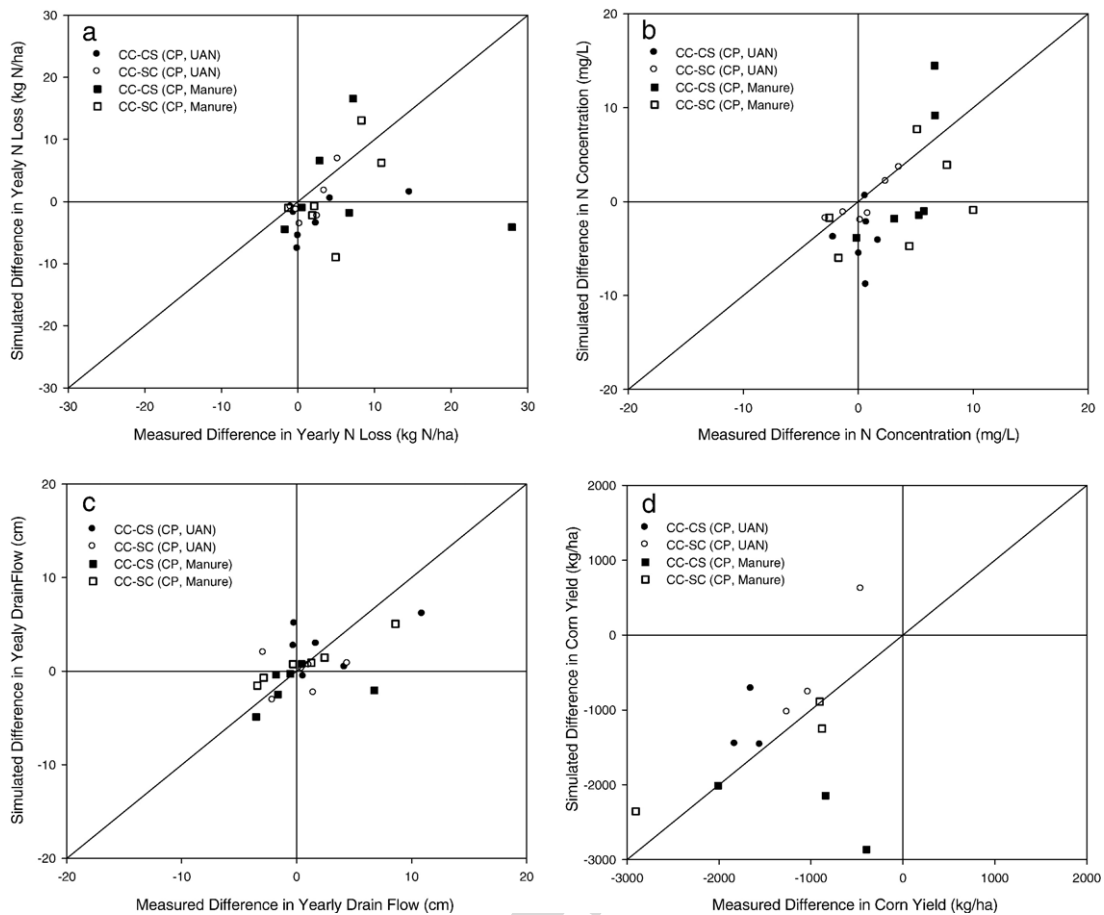 a
CC-CS (CP, UAN)
CC-SC (CP, UAN)
CC-CS (CP, Manure)
CC-SC (CP, Manure)
30
20
10
0
-10
-20
-30
-30
-20
-10
0
10
20
30
Simulated Difference in Yealy N Loss (kg N/ha)
Measured Difference in Yearly N Loss (kg N/ha)
b
CC-CS (CP, UAN)
CC-SC (CP, UAN)
CC-CS (CP, Manure)
CC-SC (CP, Manure)
20
10
0
-10
-20
-20
-10
0
10
20
Simulated Difference in N Concentration (mg/L)
Measured Difference in N Concentration (mg/L)
c
CC-CS (CP, UAN)
CC-SC (CP, UAN)
CC-CS (CP, Manure)
CC-SC (CP, Manure)
20
10
0
-10
-20
-20
-10
0
10
20
Simulated Difference in Yealy DrainFlow (cm)
Measured Difference in Yearly Drain Flow (cm)
d
CC-CS (CP, UAN)
CC-SC (CP, UAN)
CC-CS (CP, Manure)
CC-SC (CP, Manure)
2000
1000
0
-1000
-2000
-3000
-3000
-2000
-1000
0
1000
2000
Simulated Difference in Corn Yield (kg/ha)
Measured Difference in Corn Yield (kg/ha)